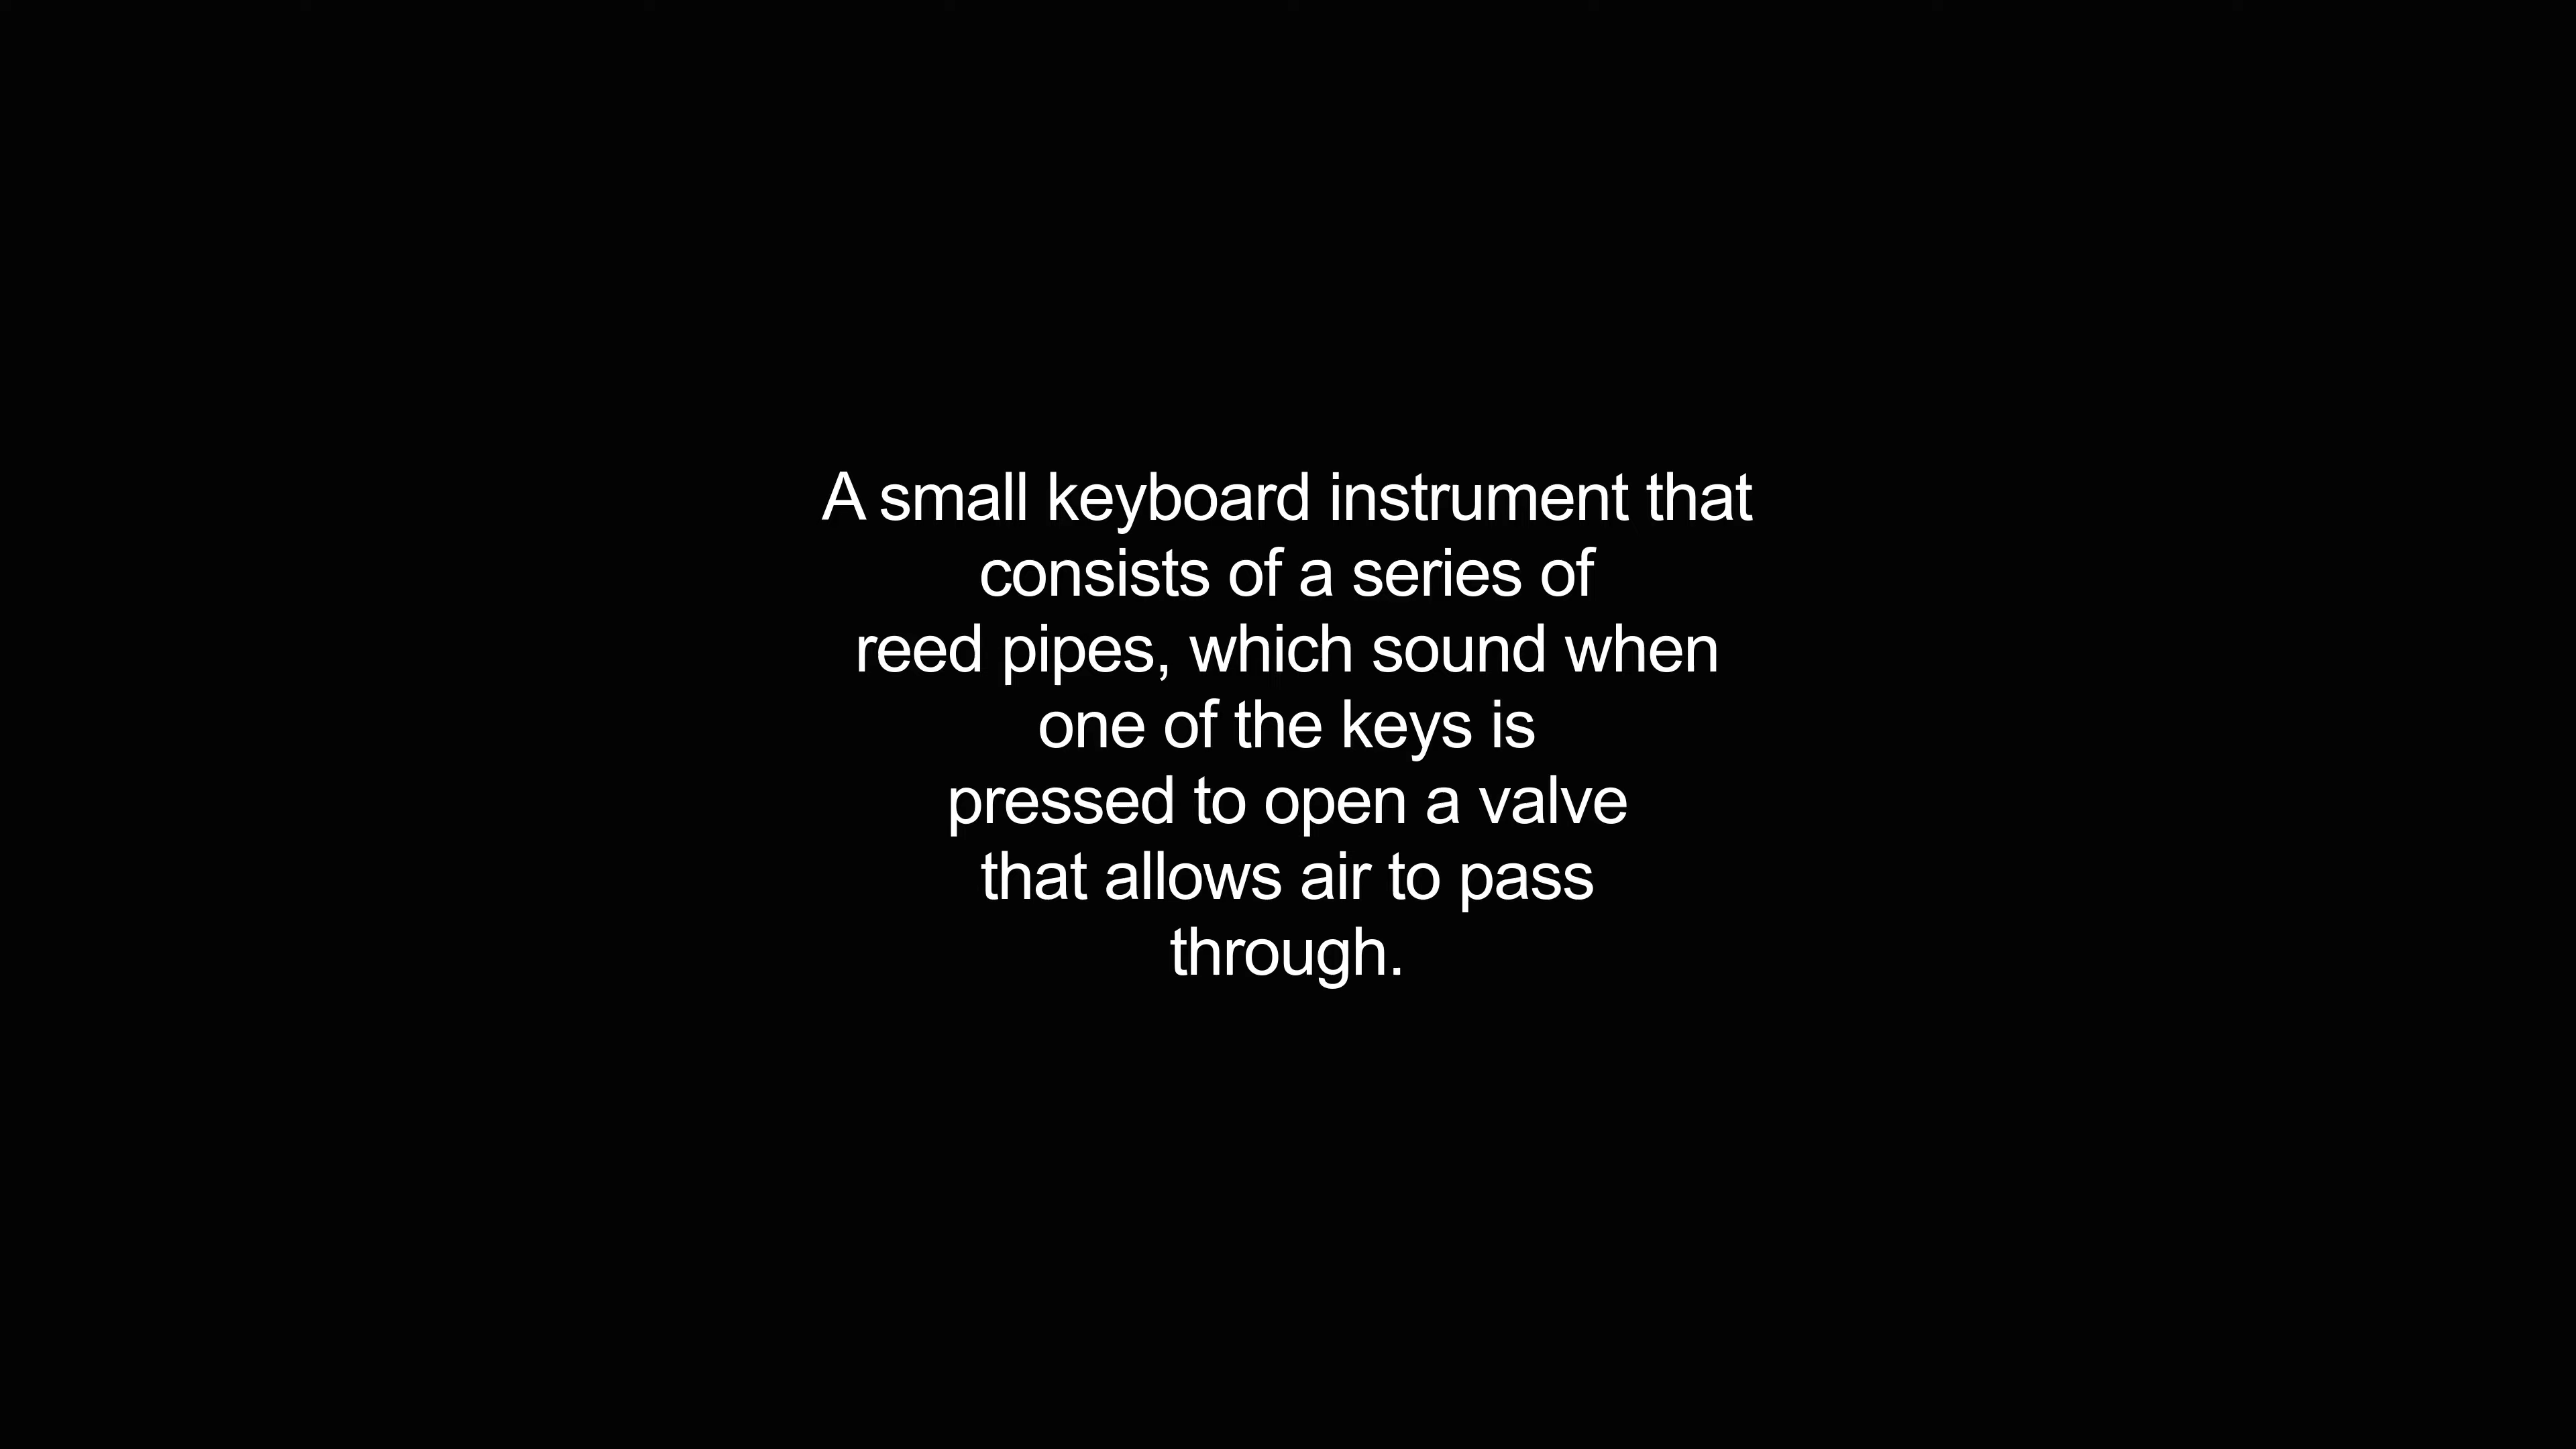 A small keyboard instrument that
consists of a series of
reed pipes, which sound when
one of the keys is
pressed to open a valve
that allows air to pass
through.